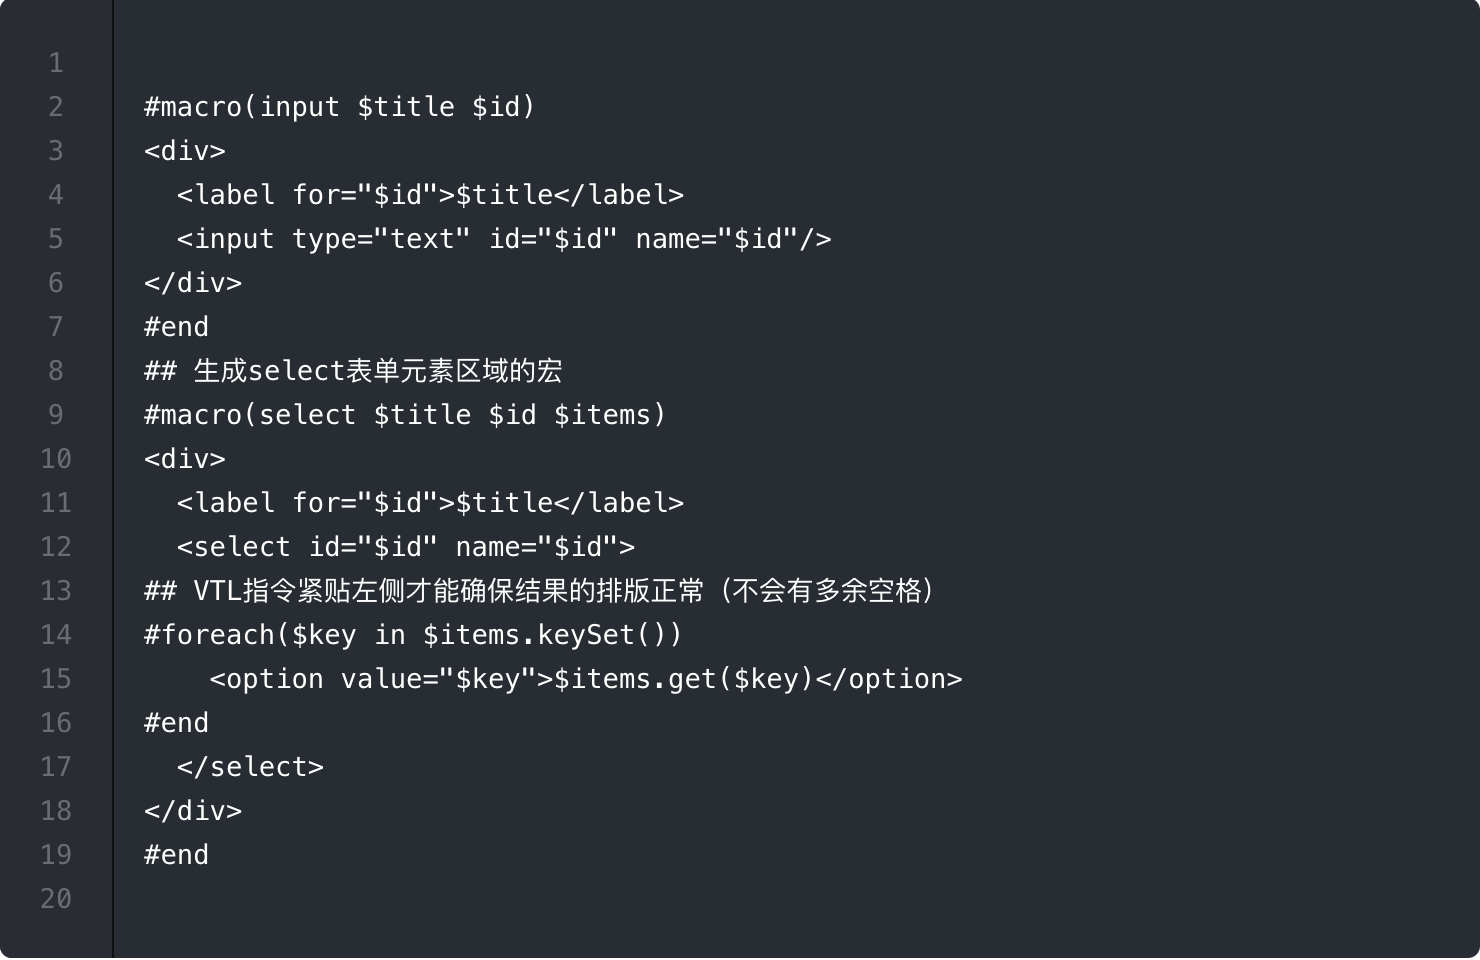 1
2 #macro(input $title $id)
3 <div>
4   <label for="$id">$title</label>
5   <input type="text" id="$id" name="$id"/>
6 </div>
7 #end
8 ## 生成select表单元素区域的宏
9 #macro(select $title $id $items)
10 <div>
11   <label for="$id">$title</label>
12   <select id="$id" name="$id">
13 ## VTL指令紧贴左侧才能确保结果的排版正常（不会有多余空格）
14 #foreach($key in $items.keySet())
15     <option value="$key">$items.get($key)</option>
16 #end
17   </select>
18 </div>
19 #end
20